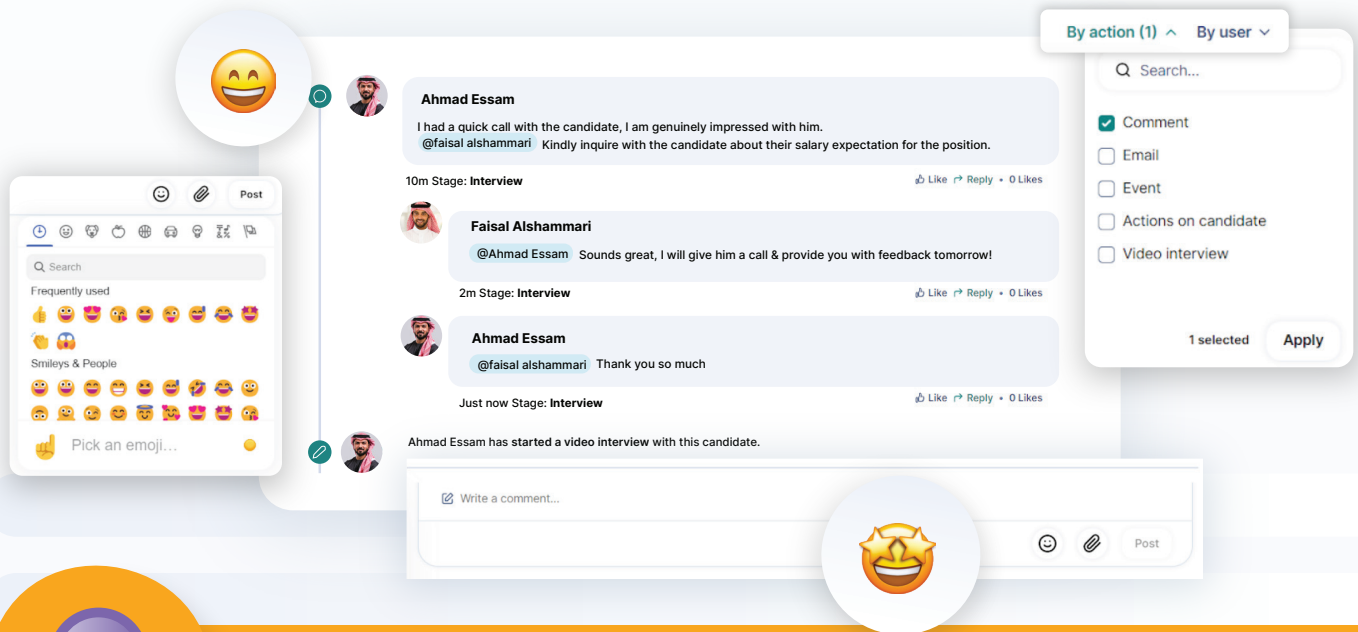 By action (1) By user
Search...
Comment
Email
Event
Actions on candidate
Video interview
1 selected Apply
Ahmad Essam
I had a quick call with the candidate, I am genuinely impressed with him.
@faisal alshammari Kindly inquire with the candidate about their salary expectation for the position.
10m Stage: Interview
Like Reply • 0 Likes
Faisal Alshammari
@Ahmad Essam Sounds great, I will give him a call & provide you with feedback tomorrow!
2m Stage: Interview
Like Reply • 0 Likes
Ahmad Essam
@faisal alshammari Thank you so much
Just now Stage: Interview
Like Reply • 0 Likes
Ahmad Essam has started a video interview with this candidate.
Write a comment...
Post
Post
Search
Frequently used
Smileys & People
Pick an emoji...